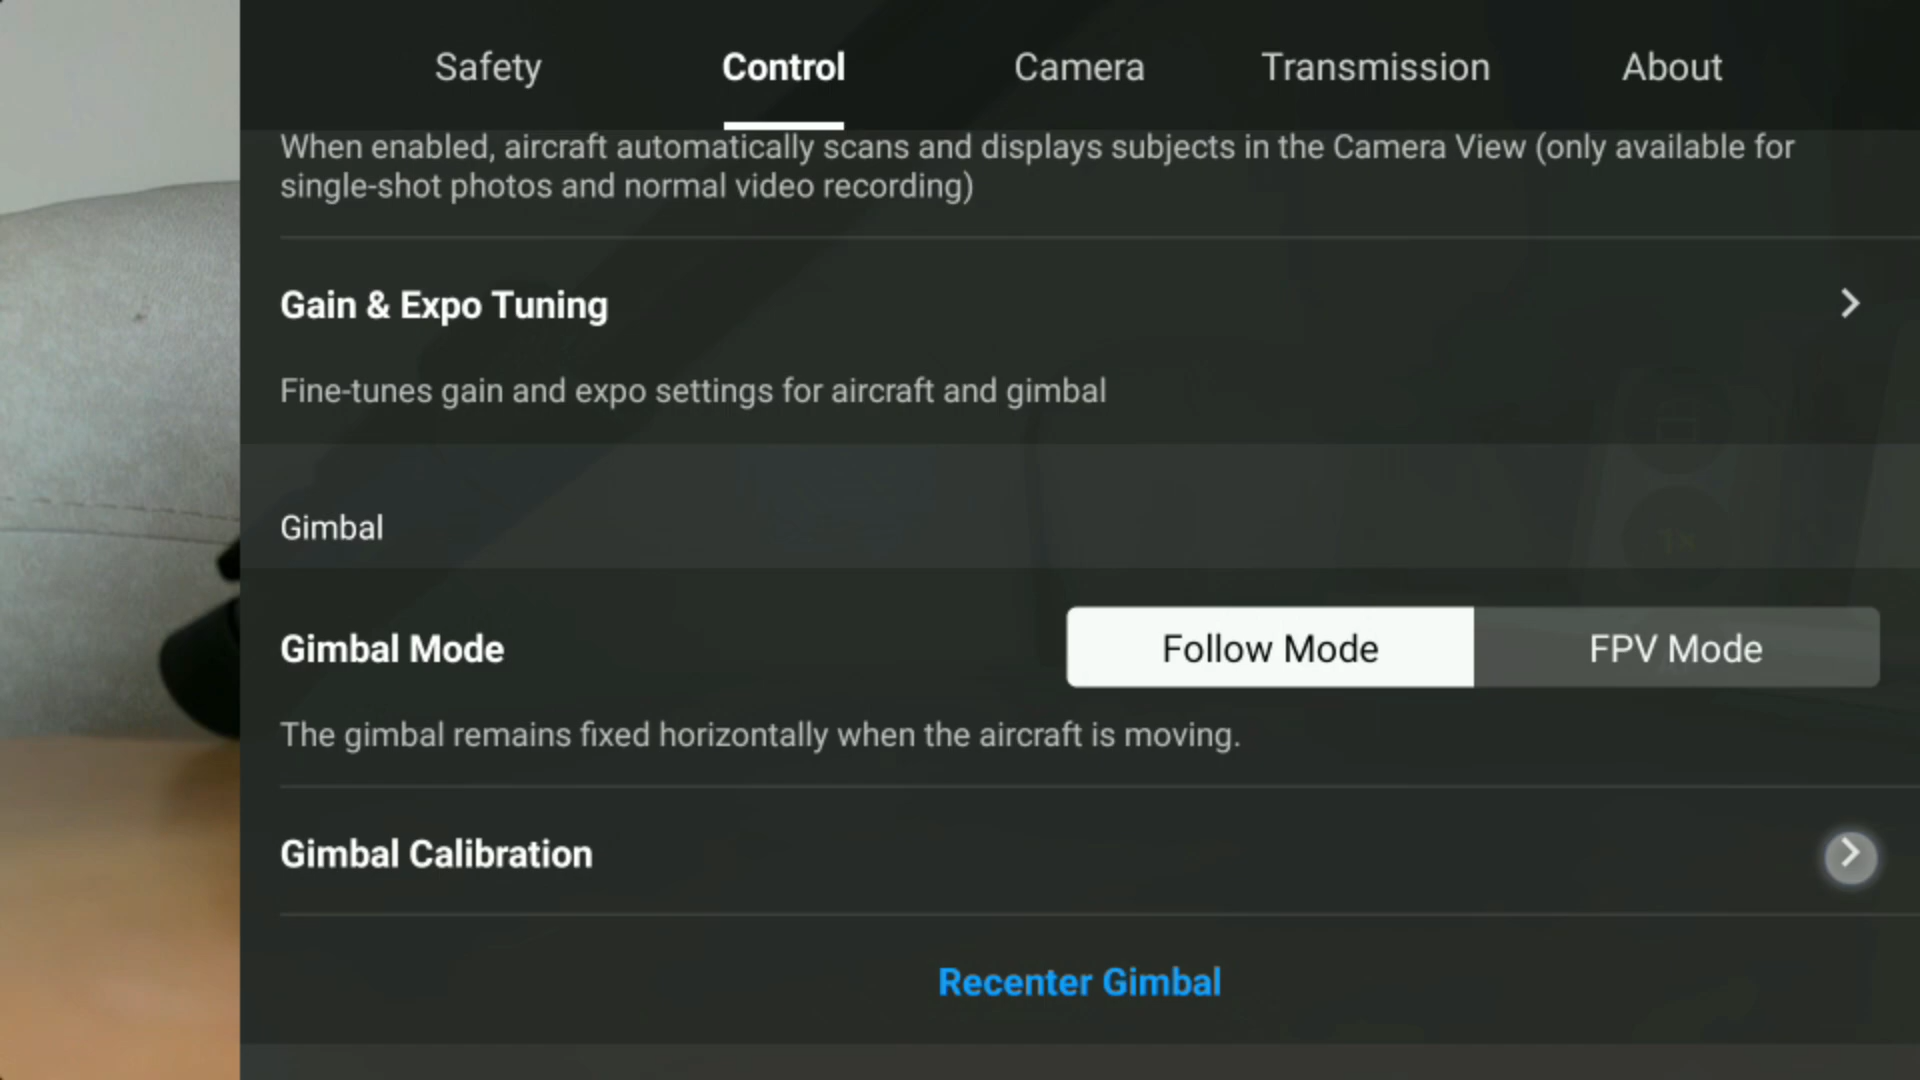 Safety Control Camera Transmission About
When enabled, aircraft automatically scans and displays subjects in the Camera View (only available for
single-shot photos and normal video recording)
Gain & Expo Tuning
Fine-tunes gain and expo settings for aircraft and gimbal
Gimbal
1×
Gimbal Mode Follow Mode FPV Mode
The gimbal remains fixed horizontally when the aircraft is moving.
Gimbal Calibration
Recenter Gimbal